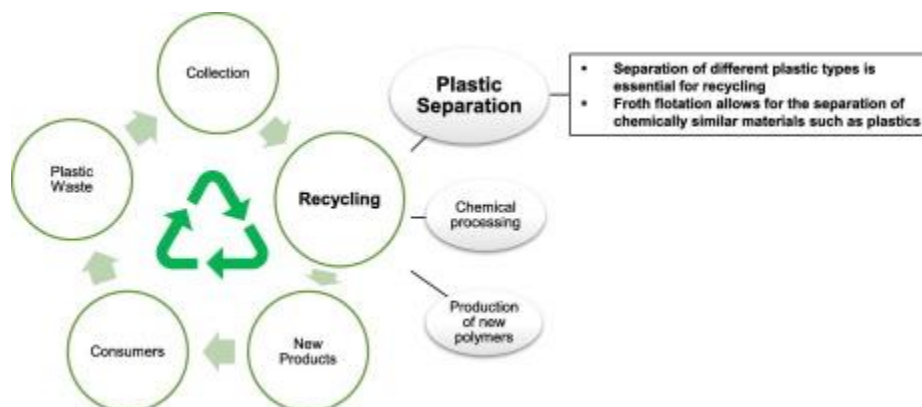 Collection
Plastic
Separation
• Separation of different plastic types is
essential for recycling
• Froth flotation allows for the separation of
chemically similar materials such as plastics
Plastic
Waste
Recycling
Chemical
processing
Production
of new
polymers
Consumers
New
Products